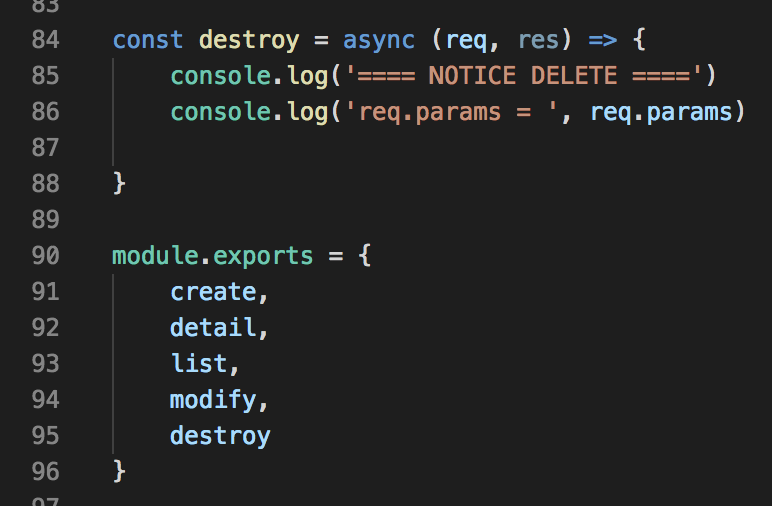 83
84 const destroy = async (req, res) => {
85 console.log('==== NOTICE DELETE ====')
86 console.log('req.params = ', req.params)
87
88 }
89
90 module.exports = {
91 create,
92 detail,
93 list,
94 modify,
95 destroy
96 }
97